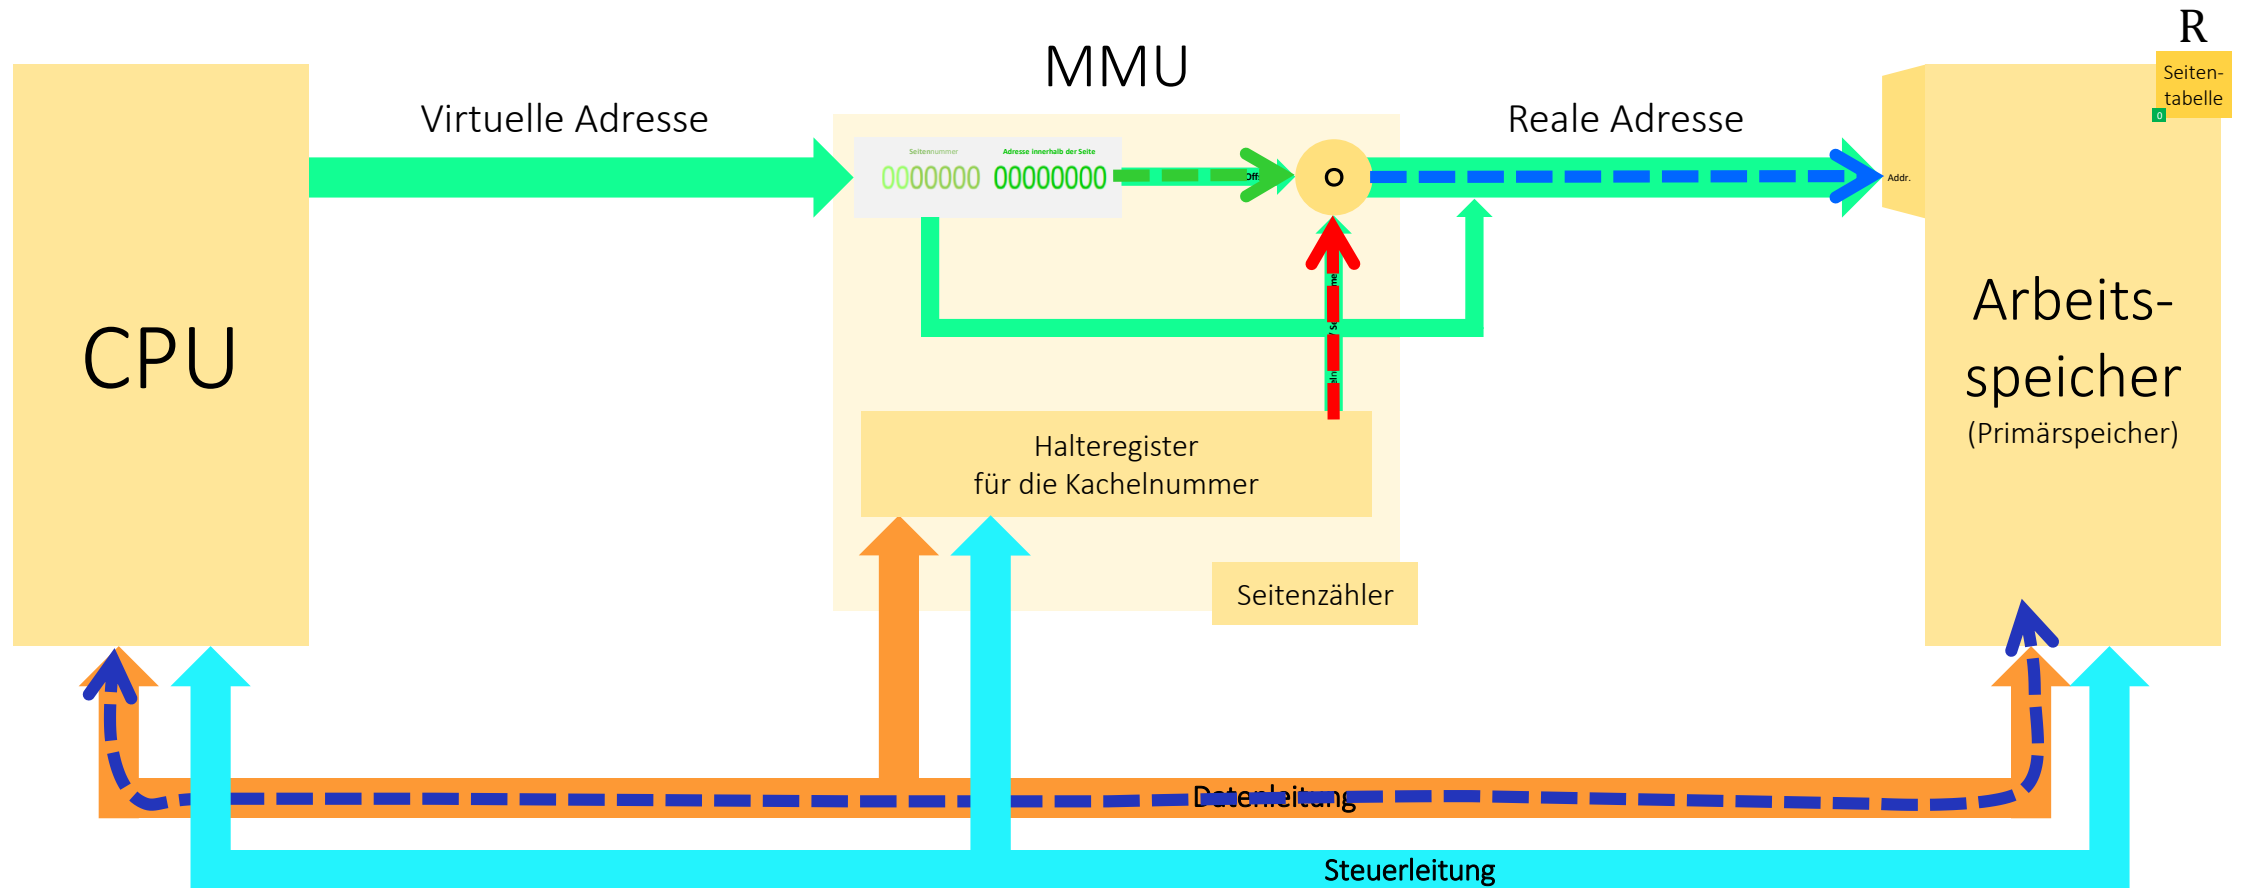 R
MMU
Seiten-
tabelle
0
Virtuelle Adresse
Reale Adresse
Seitennummer
Adresse innerhalb der Seite
0000000 00000000
O
Addr.
CPU
Arbeits-
speicher
(Primärspeicher)
Halteregister
für die Kachelnummer
Seitenzähler
Datenleitung
Steuerleitung